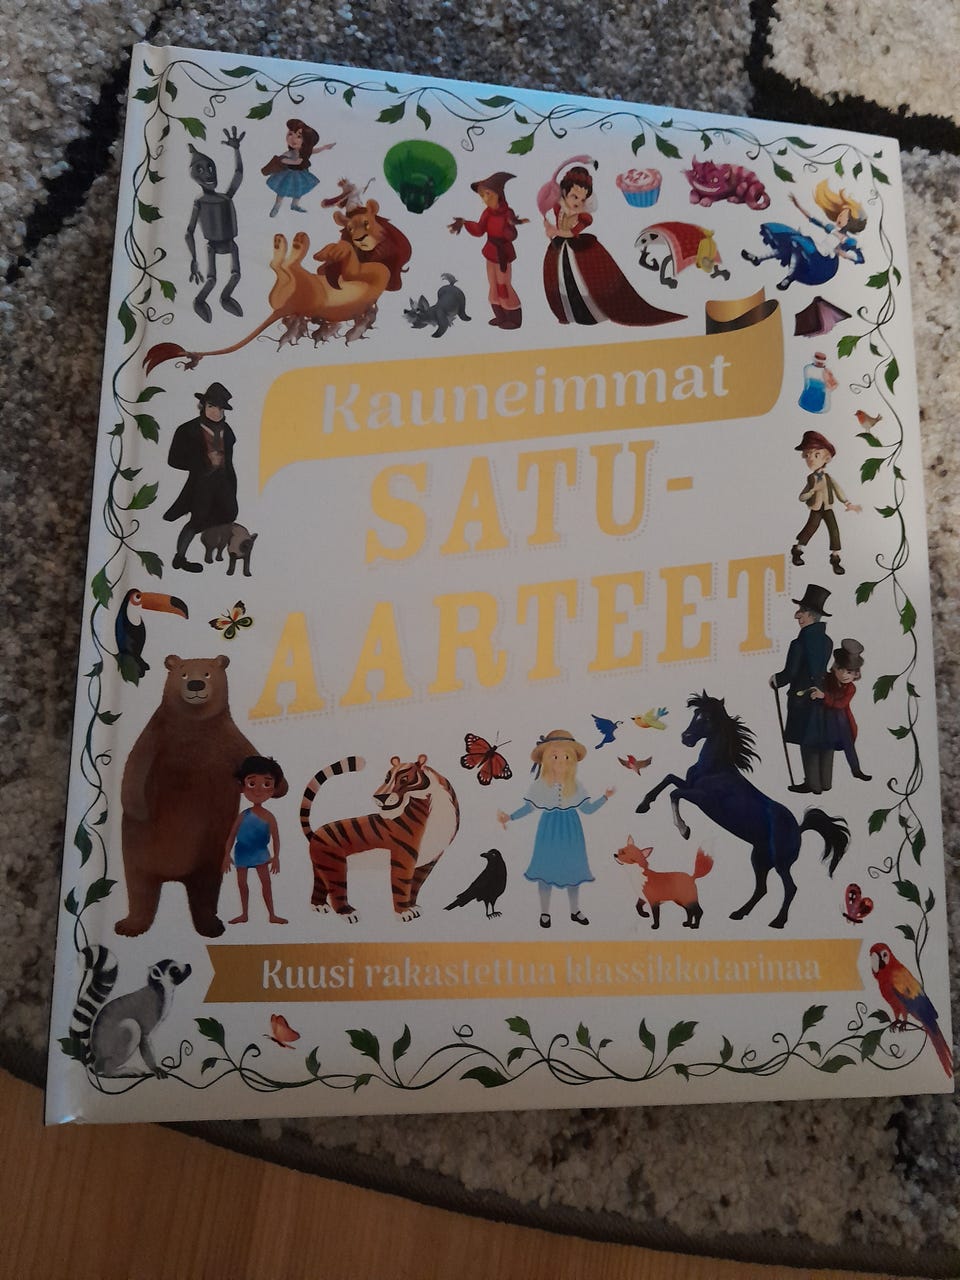 Kauneimmat
SATU-
AARTEET
Kuusi rakastettua klassikkotarinaa